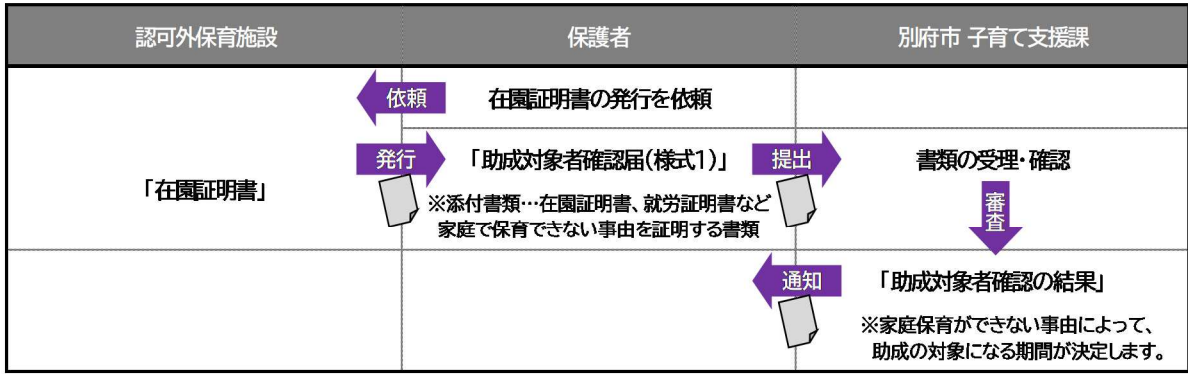 認可外保育施設
保護者
別府市 子育て支援課
依頼
在園証明書の発行を依頼
「在園証明書」
発行
「助成対象者確認届(様式1)」
※添付書類…在園証明書、就労証明書など
家庭で保育できない事由を証明する書類
提出
書類の受理・確認
審査
通知
「助成対象者確認の結果」
※家庭保育ができない事由によって、
助成の対象になる期間が決定します。